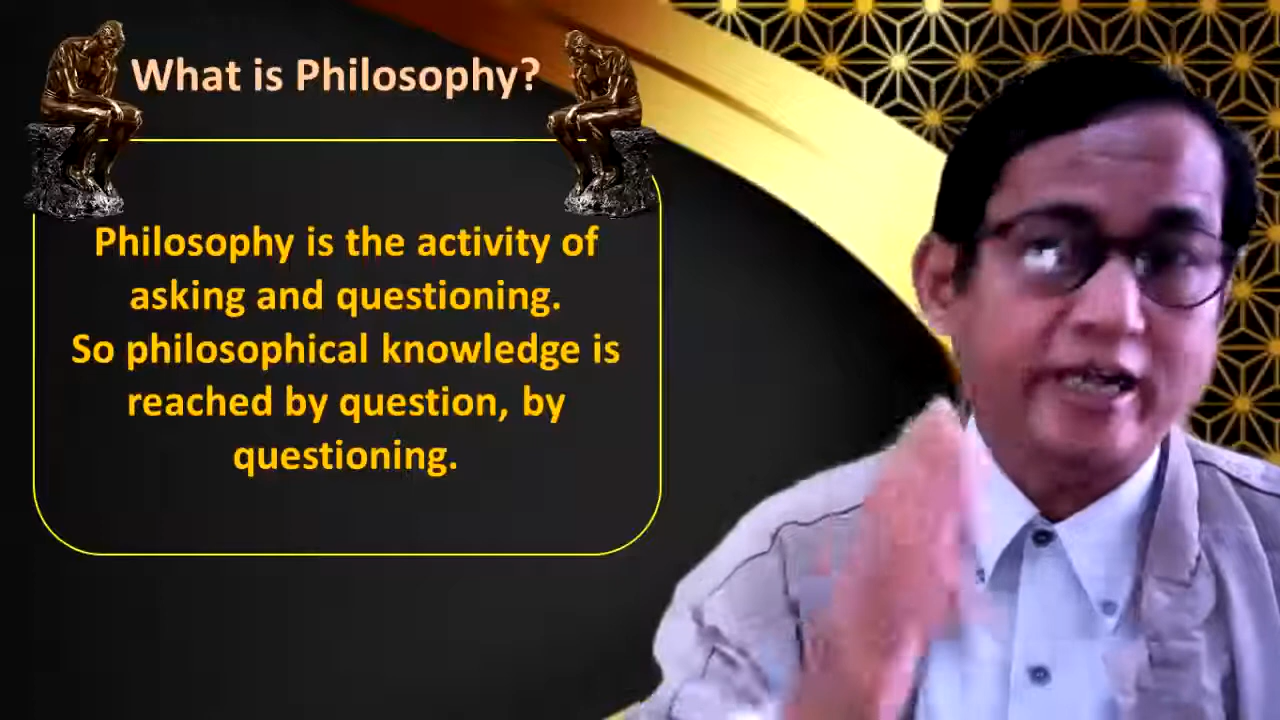 What is Philosophy?
Philosophy is the activity of
asking and questioning.
So philosophical knowledge is
reached by question, by
questioning.